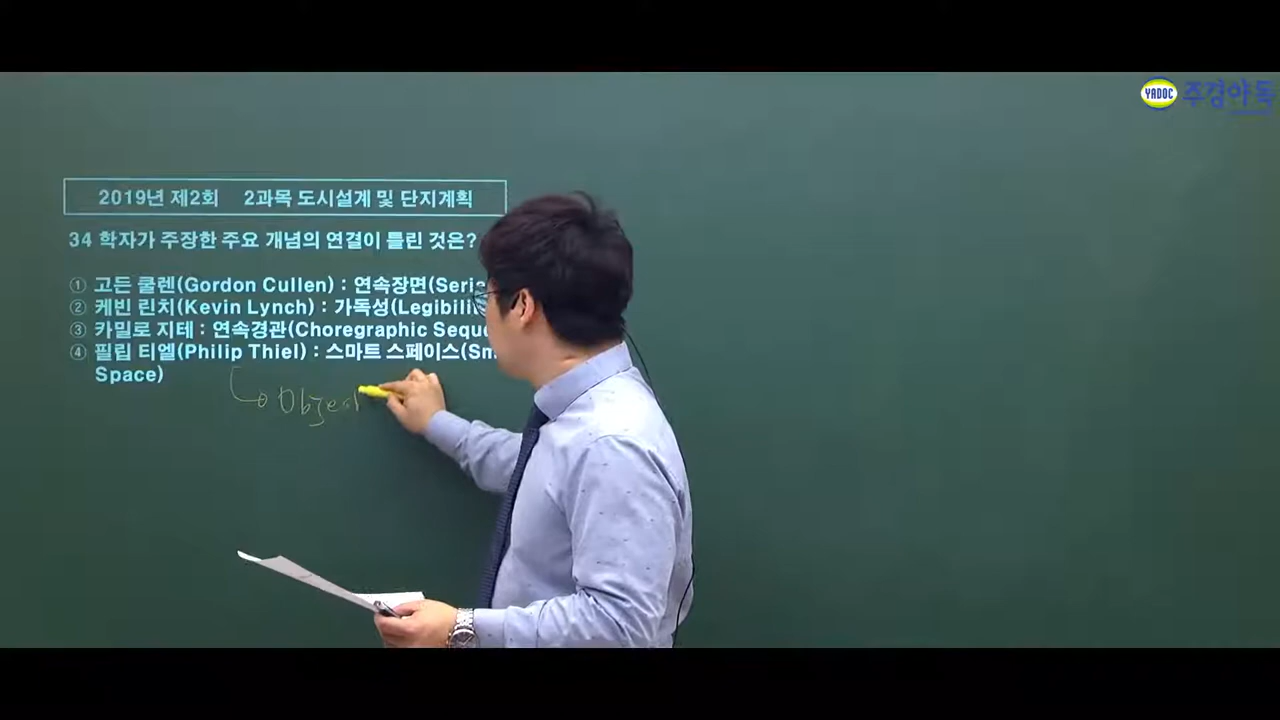 YADOC 주경야독
2019년 제2회 2과목 도시설계 및 단지계획
34 학자가 주장한 주요 개념의 연결이 틀린 것은?
① 고든 쿨렌(Gordon Cullen) : 연속장면(Serie
② 케빈 린치(Kevin Lynch) : 가독성(Legibili
③ 카밀로 지테 : 연속경관(Choregraphic Seque
④ 필립 티엘(Philip Thiel) : 스마트 스페이스(Sm
Space)
Object